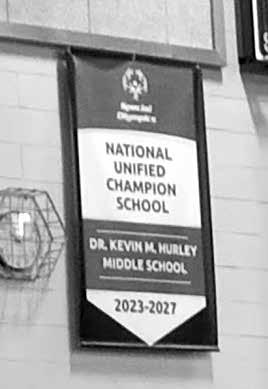 Special
Olympics
NATIONAL
UNIFIED
CHAMPION
SCHOOL
DR. KEVIN M. HURLEY
MIDDLE SCHOOL
2023-2027